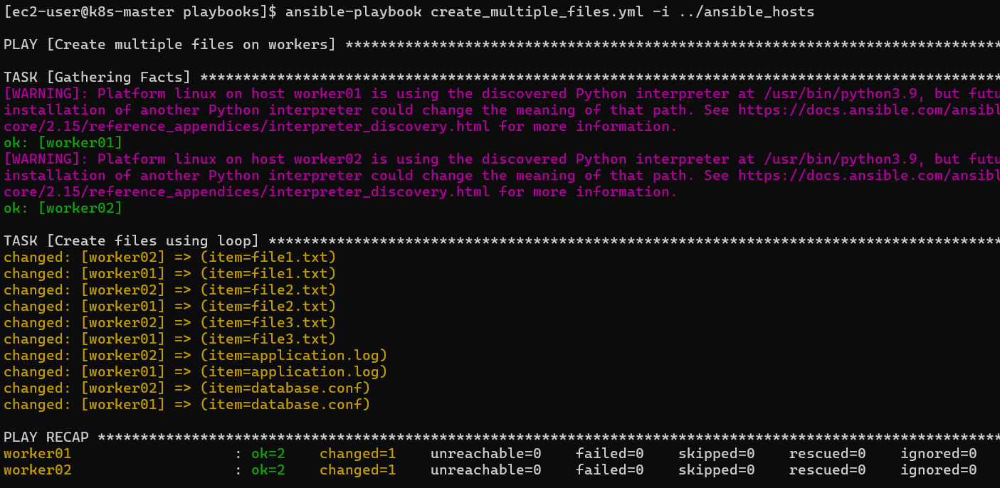 [ec2-user@k8s-master playbooks]$ ansible-playbook create_multiple_files.yml -i ../ansible_hosts
PLAY [Create multiple files on workers] *****************************************************************************
TASK [Gathering Facts] **********************************************************************************************
[WARNING]: Platform linux on host worker01 is using the discovered Python interpreter at /usr/bin/python3.9, but futu
installation of another Python interpreter could change the meaning of that path. See https://docs.ansible.com/ansibl
core/2.15/reference_appendices/interpreter_discovery.html for more information.
ok: [worker01]
[WARNING]: Platform linux on host worker02 is using the discovered Python interpreter at /usr/bin/python3.9, but futu
installation of another Python interpreter could change the meaning of that path. See https://docs.ansible.com/ansibl
core/2.15/reference_appendices/interpreter_discovery.html for more information.
ok: [worker02]
TASK [Create files using loop] **************************************************************************************
changed: [worker02] => (item=file1.txt)
changed: [worker01] => (item=file1.txt)
changed: [worker02] => (item=file2.txt)
changed: [worker01] => (item=file2.txt)
changed: [worker02] => (item=file3.txt)
changed: [worker01] => (item=file3.txt)
changed: [worker02] => (item=application.log)
changed: [worker01] => (item=application.log)
changed: [worker02] => (item=database.conf)
changed: [worker01] => (item=database.conf)
PLAY RECAP **********************************************************************************************************
worker01                   : ok=2    changed=1    unreachable=0    failed=0    skipped=0    rescued=0    ignored=0
worker02                   : ok=2    changed=1    unreachable=0    failed=0    skipped=0    rescued=0    ignored=0